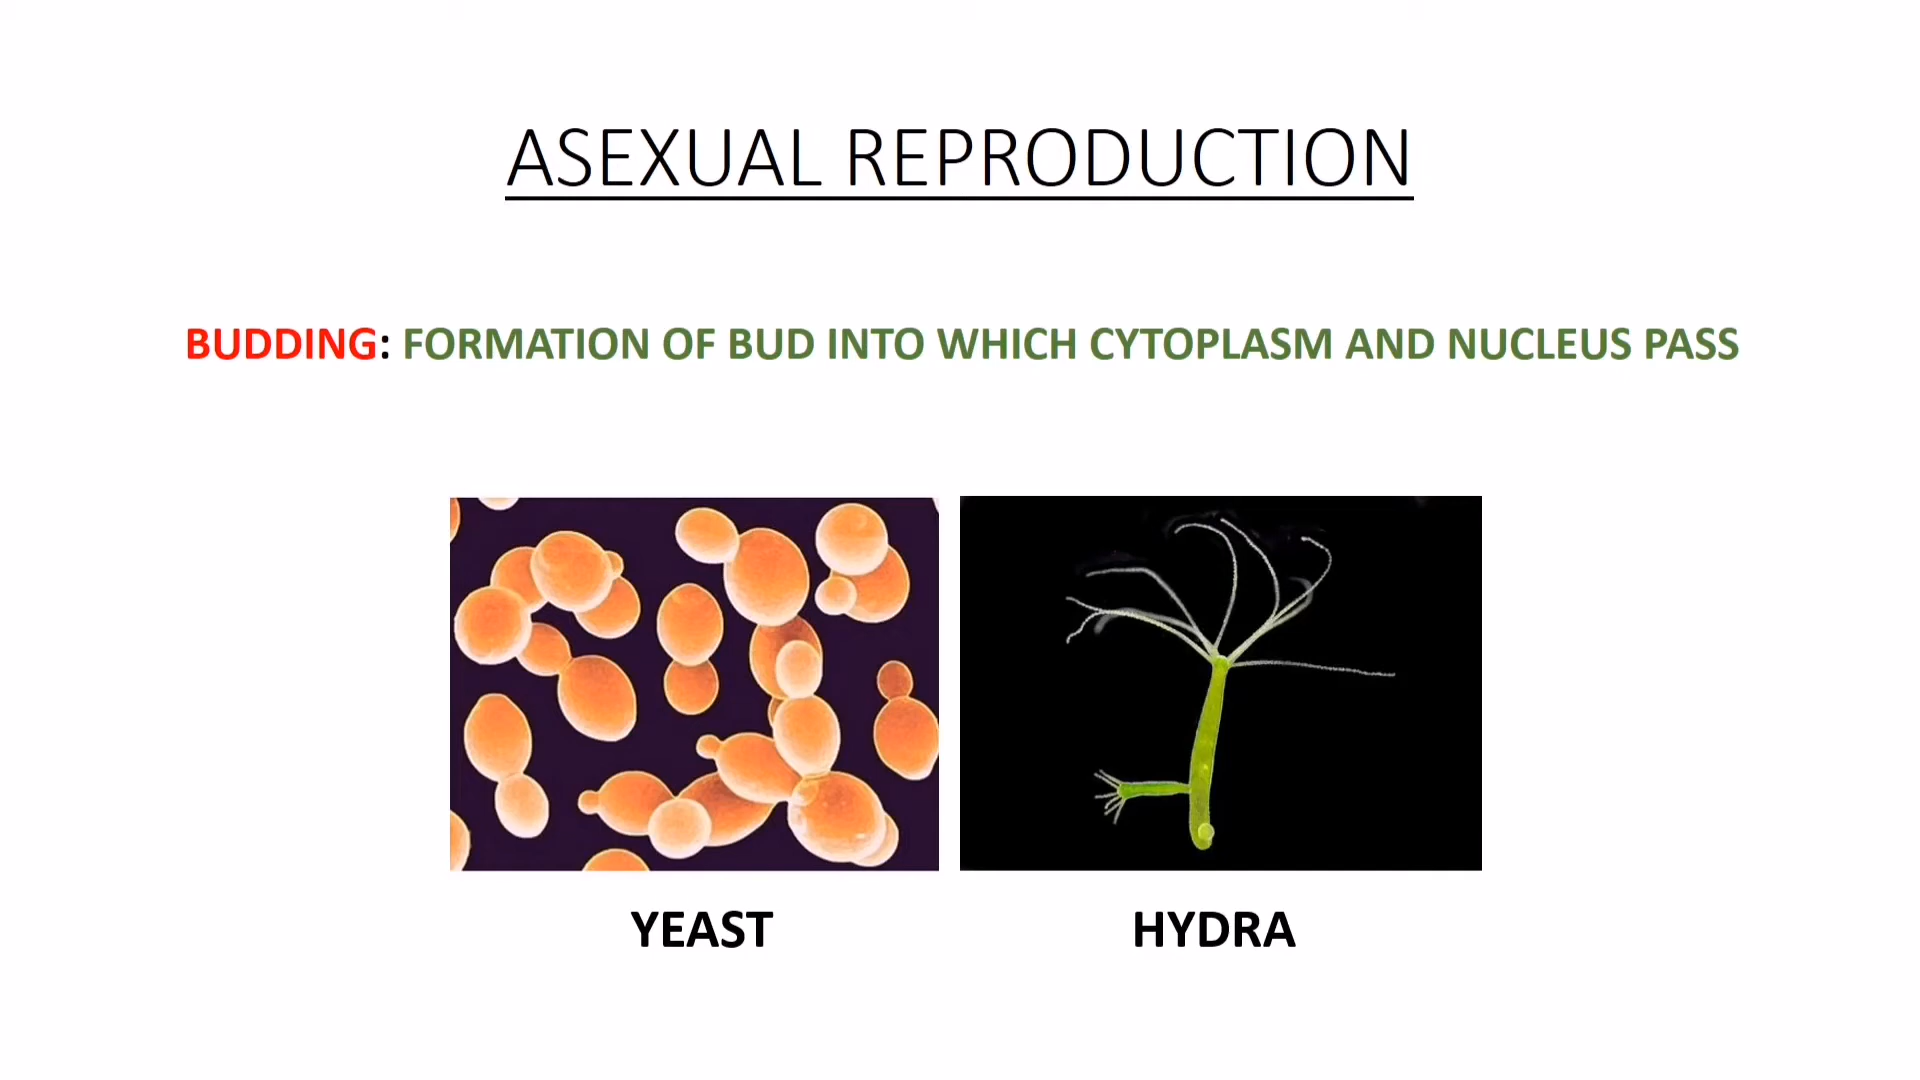 ASEXUAL REPRODUCTION
BUDDING: FORMATION OF BUD INTO WHICH CYTOPLASM AND NUCLEUS PASS
YEAST
HYDRA